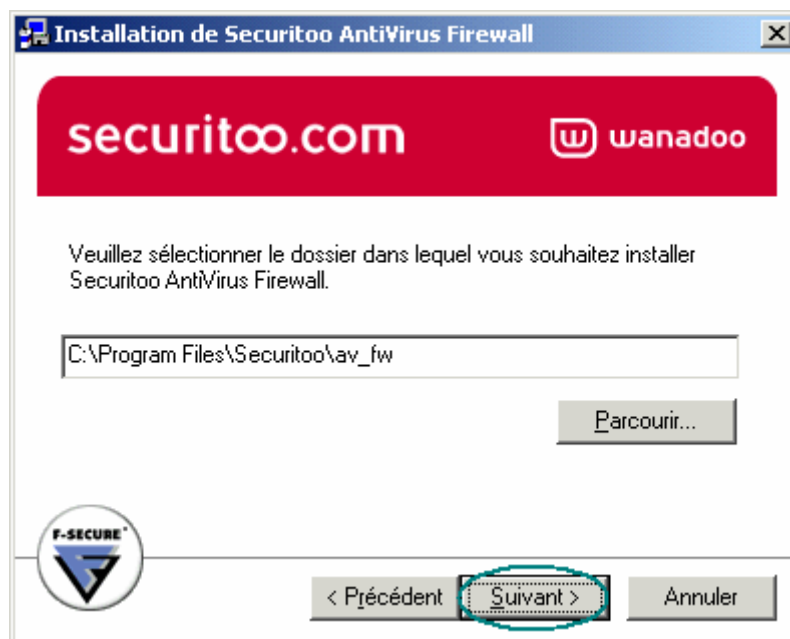 Installation de Securitoo AntiVirus Firewall
securitoo.com
wanadoo
Veuillez sélectionner le dossier dans lequel vous souhaitez installer
Securitoo AntiVirus Firewall.
C:\Program Files\Securitoo\av_fw
Parcourir...
F-SECURE
< Précédent Suivant > Annuler